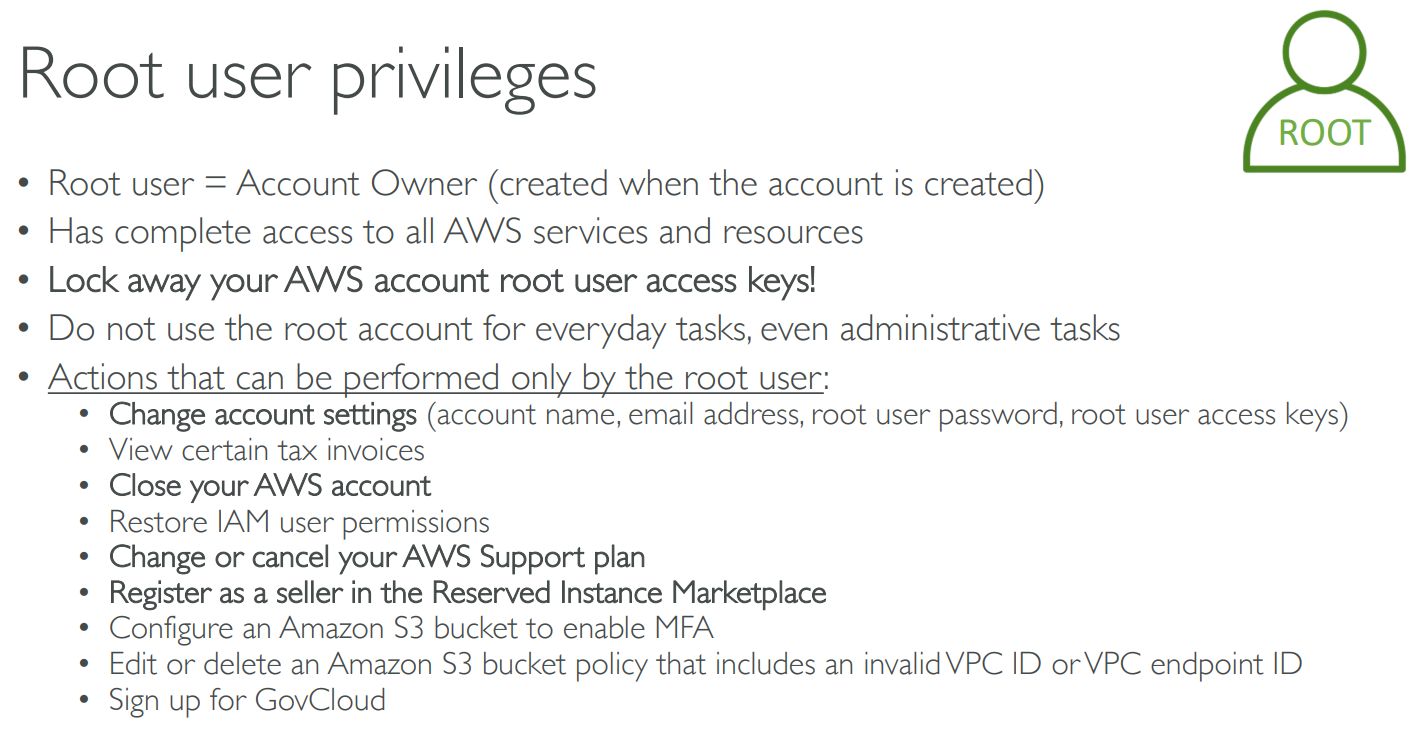 Root user privileges
ROOT
• Root user = Account Owner (created when the account is created)
• Has complete access to all AWS services and resources
• Lock away your AWS account root user access keys!
• Do not use the root account for everyday tasks, even administrative tasks
• Actions that can be performed only by the root user:
• Change account settings (account name, email address, root user password, root user access keys)
• View certain tax invoices
• Close your AWS account
• Restore IAM user permissions
• Change or cancel your AWS Support plan
• Register as a seller in the Reserved Instance Marketplace
• Configure an Amazon S3 bucket to enable MFA
• Edit or delete an Amazon S3 bucket policy that includes an invalid VPC ID or VPC endpoint ID
• Sign up for GovCloud